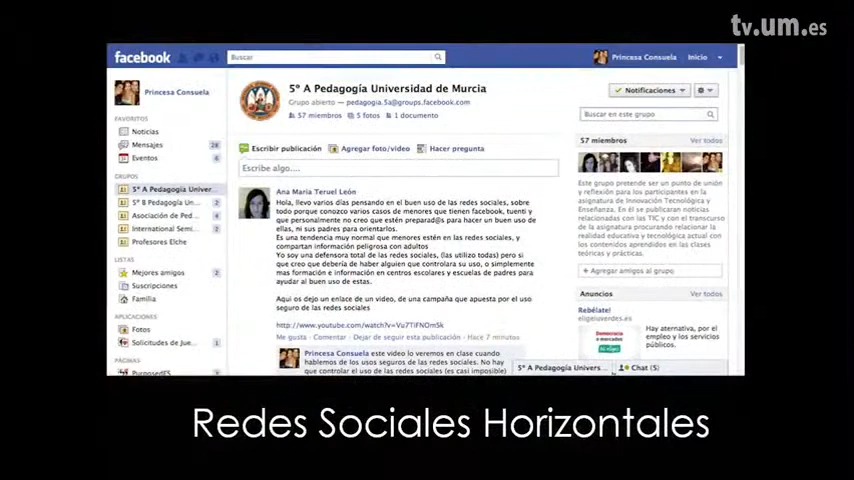 tv.um.es
facebook
Buscar
Princesa Consuela
Inicio
Princesa Consuela
FAVORITOS
Noticias
Mensajes 28
Eventos 6
GRUPOS
5º A Pedagogía Univer...
5º B Pedagogía Un... 2
Asociación de Ped... 4
International Semi... 2
Profesores Elche
LISTAS
Mejores amigos 2
Suscripciones
Familia
APLICACIONES
Fotos
Solicitudes de Jue... 1
PÁGINAS
PurposedES
5º A Pedagogía Universidad de Murcia
Grupo abierto — pedagogia.5a@groups.facebook.com
57 miembros 5 fotos 1 documento
Notificaciones
Buscar en este grupo
Escribir publicación Agregar foto/vídeo Hacer pregunta
Escribe algo....
Ana María Teruel León
Hola, llevo varios días pensando en el buen uso de las redes sociales, sobre
todo porque conozco varios casos de menores que tienen facebook, tuenti y
que personalmente no creo que estén preparad@s para hacer un buen uso de
ellas, ni sus padres para orientarlos.
Es una tendencia muy normal que menores estén en las redes sociales, y
compartan información peligrosa con adultos
Yo soy una defensora total de las redes sociales, (las utilizo todas) pero si
que creo que debería de haber alguien que controlara su uso, o simplemente
mas formación e información en centros escolares y escuelas de padres para
ayudar al buen uso de estas.
Aqui os dejo un enlace de un video, de una campaña que apuesta por el uso
seguro de las redes sociales
http://www.youtube.com/watch?v=Vu7TiFNOmSk
Me gusta · Comentar · Dejar de seguir esta publicación · Hace 7 minutos
Princesa Consuela este video lo veremos en clase cuando
hablemos de los usos seguros de las redes sociales. No hay
que controlar el uso de las redes sociales (es casi imposible)
57 miembros Ver todos
Este grupo pretende ser un punto de unión
y reflexión para los participantes en la
asignatura de Innovación Tecnológica y
Enseñanza. En él se publicarán noticias
relacionadas con las TIC y con el transcurso
de la asignatura procurando relacionar la
realidad educativa y tecnológica actual con
los contenidos aprendidos en las clases
teóricas y prácticas.
+ Agregar amigos al grupo
Anuncios Ver todos
Rebélate!
eligeiuverdes.es
Democracia
o mercados
Hay alternativa, por el
empleo y los servicios
públicos.
5º A Pedagogía Univers...
Chat (5)
Redes Sociales Horizontales